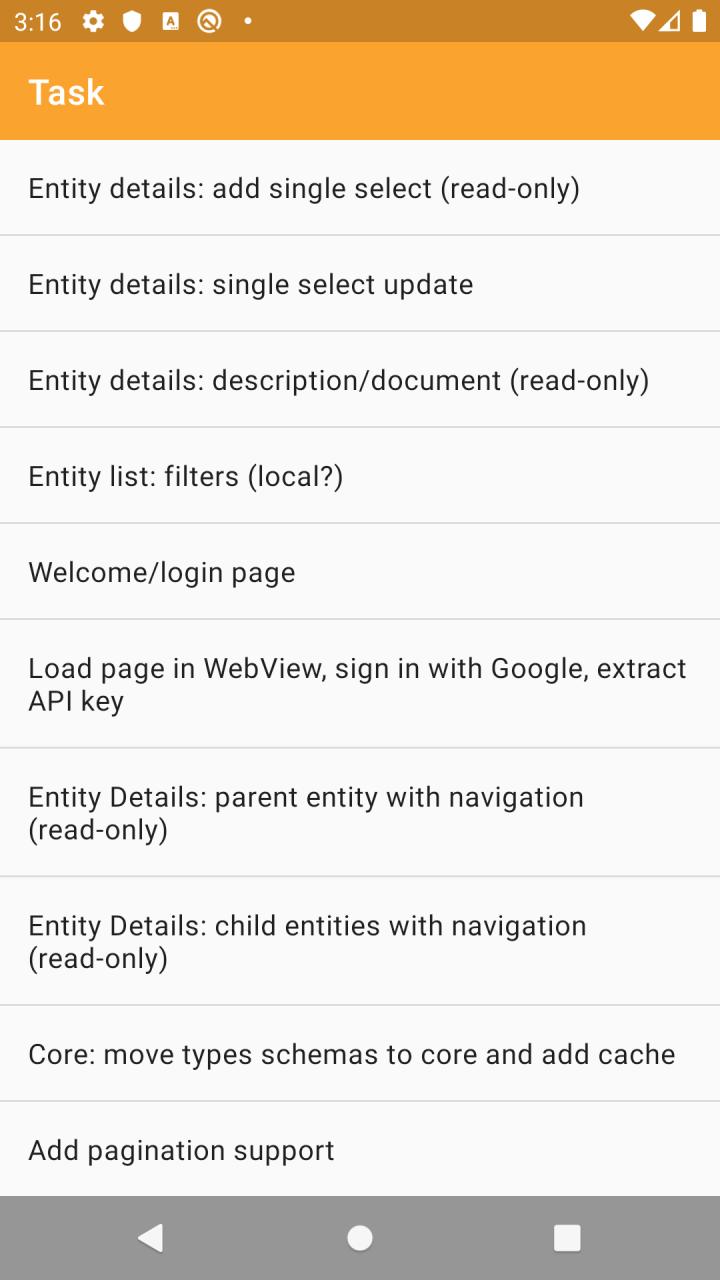 3:16
Task
Entity details: add single select (read-only)
Entity details: single select update
Entity details: description/document (read-only)
Entity list: filters (local?)
Welcome/login page
Load page in WebView, sign in with Google, extract
API key
Entity Details: parent entity with navigation
(read-only)
Entity Details: child entities with navigation
(read-only)
Core: move types schemas to core and add cache
Add pagination support